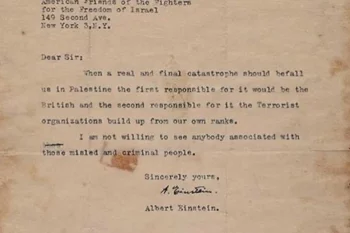 American Friends of the Fighters
for the Freedom of Israel
149 Second Ave.
New York 3,N.Y.
Dear Sir:
When a real and final catastrophe should befall
us in Palestine the first responsible for it would be the
British and the second responsible for it the Terrorist
organizations build up from our own ranks.
I am not willing to see anybody associated with
those misled and criminal people.
Sincerely yours,
A. Einstein.
Albert Einstein.